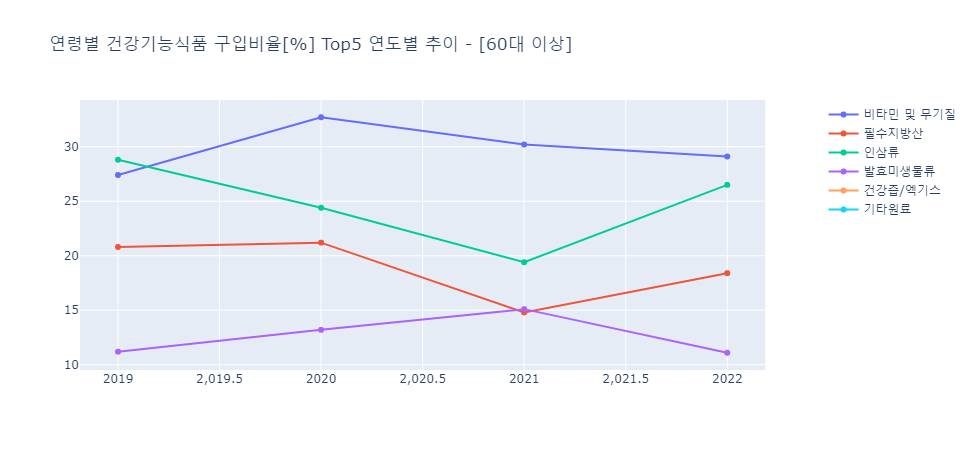 연령별 건강기능식품 구입비율[%] Top5 연도별 추이 - [60대 이상]
비타민 및 무기질
필수지방산
인삼류
발효미생물류
건강즙/엑기스
기타원료
30
25
20
15
10
2019 2,019.5 2020 2,020.5 2021 2,021.5 2022